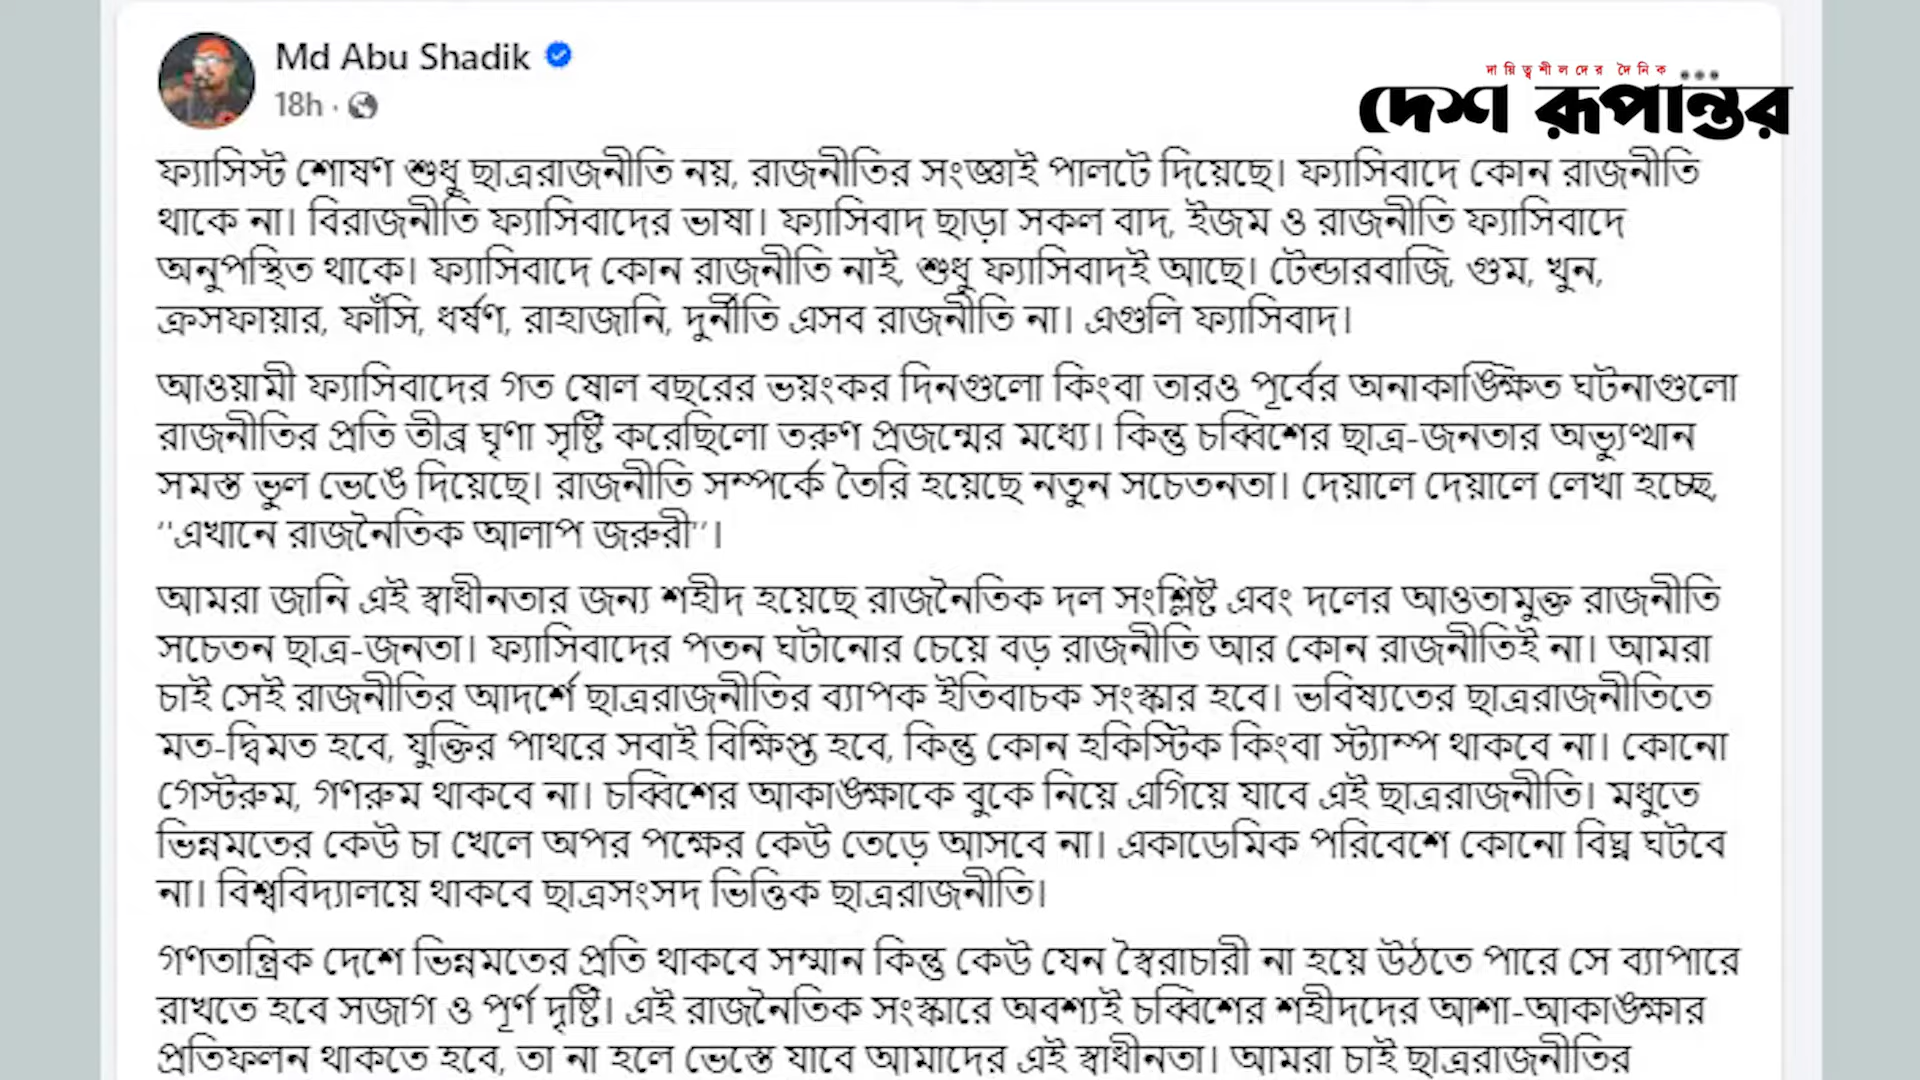 Md Abu Shadik
18h ·
দায়িত্বশীলদের দৈনিক
দেশ রূপান্তর
ফ্যাসিস্ট শোষণ শুধু ছাত্ররাজনীতি নয়, রাজনীতির সংজ্ঞাই পালটে দিয়েছে। ফ্যাসিবাদে কোন রাজনীতি
থাকে না। বিরাজনীতি ফ্যাসিবাদের ভাষা। ফ্যাসিবাদ ছাড়া সকল বাদ, ইজম ও রাজনীতি ফ্যাসিবাদে
অনুপস্থিত থাকে। ফ্যাসিবাদে কোন রাজনীতি নাই, শুধু ফ্যাসিবাদই আছে। টেন্ডারবাজি, গুম, খুন,
ক্রসফায়ার, ফাঁসি, ধর্ষণ, রাহাজানি, দুর্নীতি এসব রাজনীতি না। এগুলি ফ্যাসিবাদ।
আওয়ামী ফ্যাসিবাদের গত ষোল বছরের ভয়ংকর দিনগুলো কিংবা তারও পূর্বের অনাকাঙ্ক্ষিত ঘটনাগুলো
রাজনীতির প্রতি তীব্র ঘৃণা সৃষ্টি করেছিলো তরুণ প্রজন্মের মধ্যে। কিন্তু চব্বিশের ছাত্র-জনতার অভ্যুত্থান
সমস্ত ভুল ভেঙে দিয়েছে। রাজনীতি সম্পর্কে তৈরি হয়েছে নতুন সচেতনতা। দেয়ালে দেয়ালে লেখা হচ্ছে,
''এখানে রাজনৈতিক আলাপ জরুরী''।
আমরা জানি এই স্বাধীনতার জন্য শহীদ হয়েছে রাজনৈতিক দল সংশ্লিষ্ট এবং দলের আওতামুক্ত রাজনীতি
সচেতন ছাত্র-জনতা। ফ্যাসিবাদের পতন ঘটানোর চেয়ে বড় রাজনীতি আর কোন রাজনীতিই না। আমরা
চাই সেই রাজনীতির আদর্শে ছাত্ররাজনীতির ব্যাপক ইতিবাচক সংস্কার হবে। ভবিষ্যতের ছাত্ররাজনীতিতে
মত-দ্বিমত হবে, যুক্তির পাথরে সবাই বিক্ষিপ্ত হবে, কিন্তু কোন হকিস্টিক কিংবা স্ট্যাম্প থাকবে না। কোনো
গেস্টরুম, গণরুম থাকবে না। চব্বিশের আকাঙ্ক্ষাকে বুকে নিয়ে এগিয়ে যাবে এই ছাত্ররাজনীতি। মধুতে
ভিন্নমতের কেউ চা খেলে অপর পক্ষের কেউ তেড়ে আসবে না। একাডেমিক পরিবেশে কোনো বিঘ্ন ঘটবে
না। বিশ্ববিদ্যালয়ে থাকবে ছাত্রসংসদ ভিত্তিক ছাত্ররাজনীতি।
গণতান্ত্রিক দেশে ভিন্নমতের প্রতি থাকবে সম্মান কিন্তু কেউ যেন স্বৈরাচারী না হয়ে উঠতে পারে সে ব্যাপারে
রাখতে হবে সজাগ ও পূর্ণ দৃষ্টি। এই রাজনৈতিক সংস্কারে অবশ্যই চব্বিশের শহীদদের আশা-আকাঙ্ক্ষার
প্রতিফলন থাকতে হবে, তা না হলে ভেস্তে যাবে আমাদের এই স্বাধীনতা। আমরা চাই ছাত্ররাজনীতির